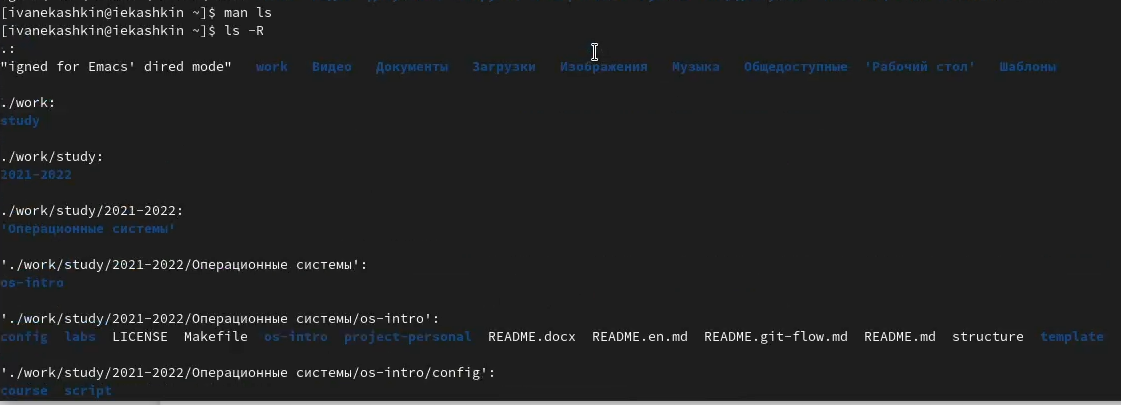 [ivanekashkin@iekashkin ~]$ man ls
[ivanekashkin@iekashkin ~]$ ls -R
.:
"igned for Emacs' dired mode" work Видео Документы Загрузки Изображения Музыка Общедоступные 'Рабочий стол' Шаблоны
./work:
study
./work/study:
2021-2022
./work/study/2021-2022:
'Операционные системы'
'./work/study/2021-2022/Операционные системы':
os-intro
'./work/study/2021-2022/Операционные системы/os-intro':
config labs LICENSE Makefile os-intro project-personal README.docx README.en.md README.git-flow.md README.md structure template
'./work/study/2021-2022/Операционные системы/os-intro/config':
course script